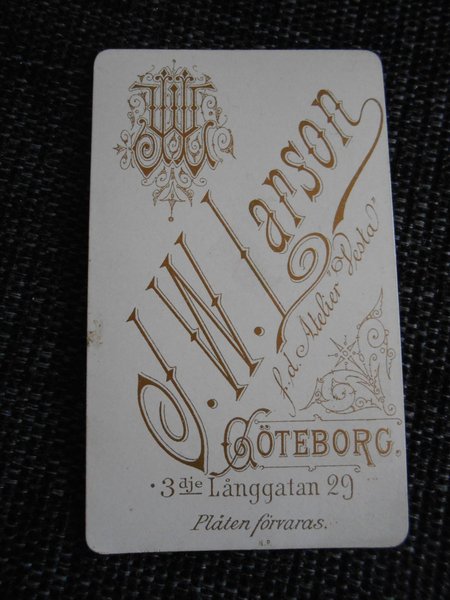 J. W. Larson
f. d. Atelier "Vesta"
GÖTEBORG.
3dje Långgatan 29
Plåten förvaras.